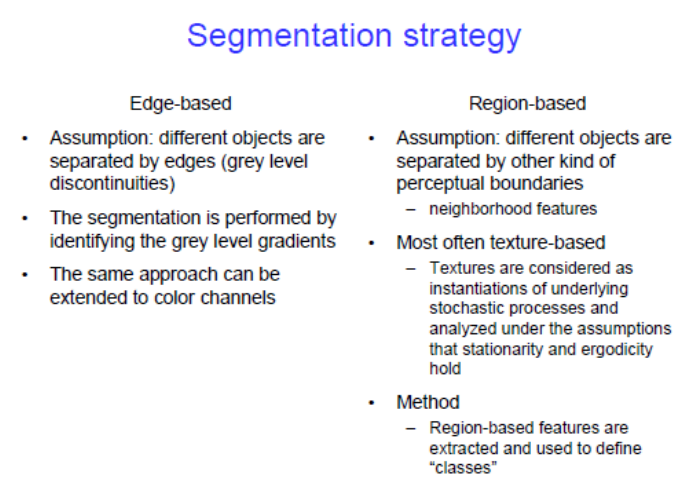 Segmentation strategy
Edge-based
• Assumption: different objects are
separated by edges (grey level
discontinuities)
• The segmentation is performed by
identifying the grey level gradients
• The same approach can be
extended to color channels
Region-based
• Assumption: different objects are
separated by other kind of
perceptual boundaries
– neighborhood features
• Most often texture-based
– Textures are considered as
instantiations of underlying
stochastic processes and
analyzed under the assumptions
that stationarity and ergodicity
hold
• Method
– Region-based features are
extracted and used to define
“classes”